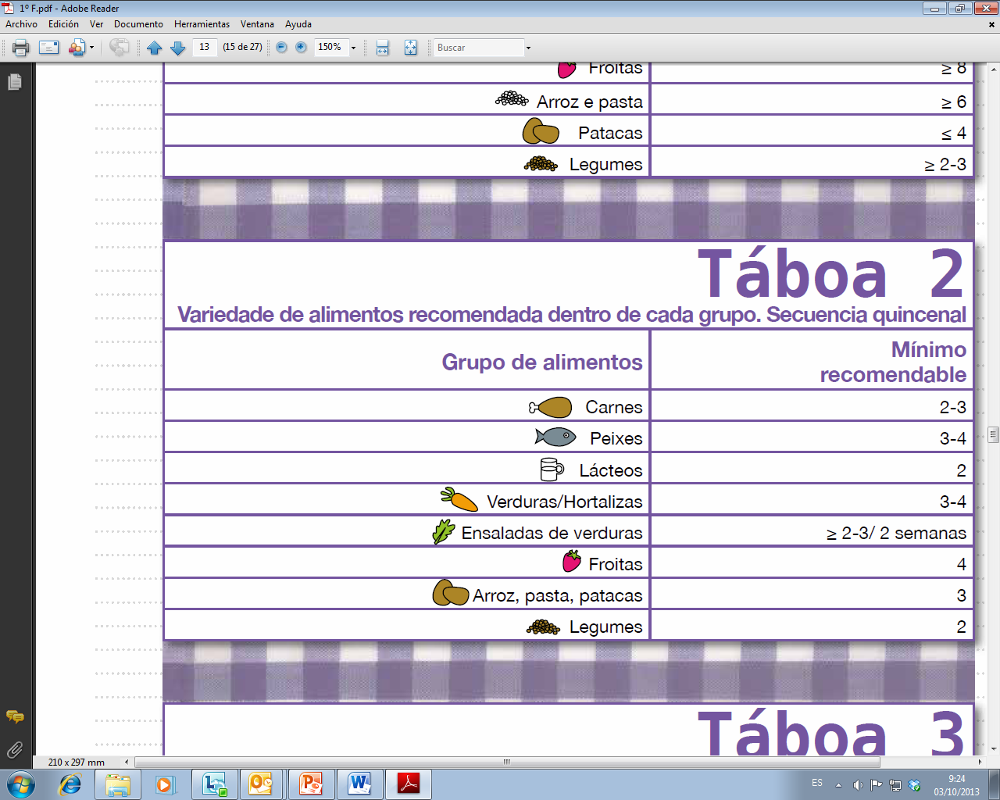 1º F.pdf - Adobe Reader
Archivo Edición Ver Documento Herramientas Ventana Ayuda
13 (15 de 27) 150% Buscar
Froitas ≥ 8
Arroz e pasta ≥ 6
Patacas ≤ 4
Legumes ≥ 2-3
Táboa 2
Variedade de alimentos recomendada dentro de cada grupo. Secuencia quincenal
Grupo de alimentos Mínimo
recomendable
Carnes 2-3
Peixes 3-4
Lácteos 2
Verduras/Hortalizas 3-4
Ensaladas de verduras ≥ 2-3/ 2 semanas
Froitas 4
Arroz, pasta, patacas 3
Legumes 2
Táboa 3
210 x 297 mm
ES 9:24
03/10/2013